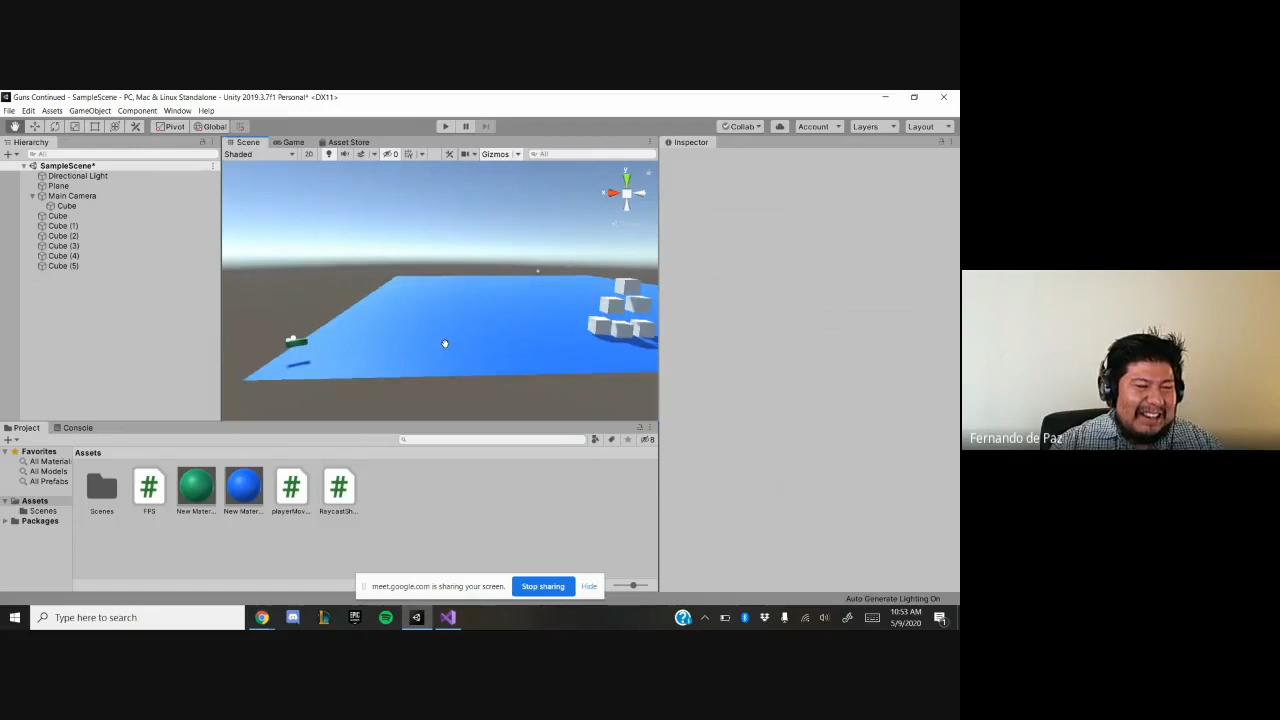 Guns Continued - SampleScene - PC, Mac & Linux Standalone - Unity 2019.3.7f1 Personal* <DX11>
File Edit Assets GameObject Component Window Help
Pivot Global Collab Account Layers Layout
Hierarchy Scene Game Asset Store Inspector
All Shaded 2D 0 Gizmos All
SampleScene*
Directional Light
Plane
Main Camera
Cube
Cube
Cube (1)
Cube (2)
Cube (3)
Cube (4)
Cube (5)
y
x
Project Console
8
Favorites
All Materials
All Models
All Prefabs
Assets
Scenes
Packages
Assets
Scenes FPS New Mater... New Mater... playerMov... RaycastSh...
meet.google.com is sharing your screen. Stop sharing Hide
Auto Generate Lighting On
Type here to search
10:53 AM
5/9/2020
1
Fernando de Paz